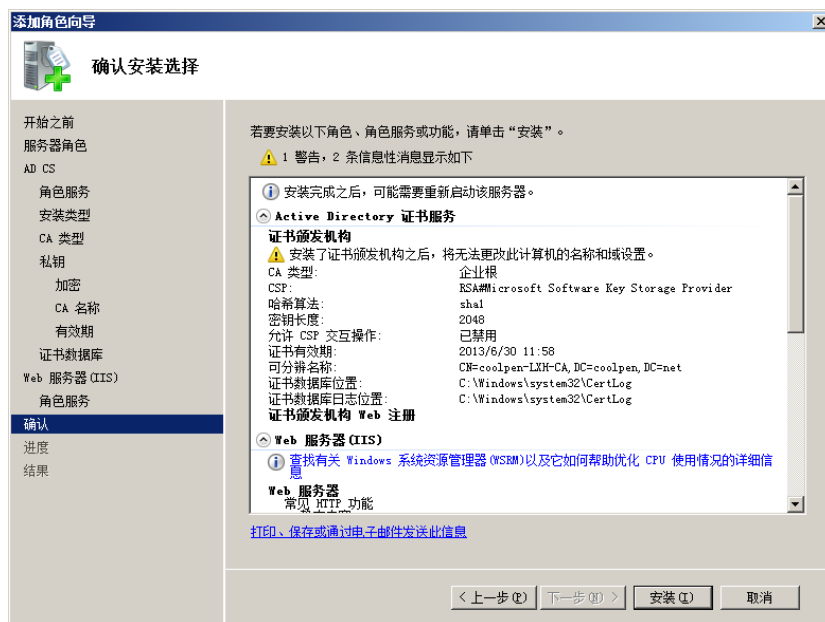 添加角色向导
确认安装选择
开始之前
服务器角色
AD CS
角色服务
安装类型
CA 类型
私钥
加密
CA 名称
有效期
证书数据库
Web 服务器(IIS)
角色服务
确认
进度
结果
若要安装以下角色、角色服务或功能，请单击“安装”。
1 警告，2 条信息性消息显示如下
安装完成之后，可能需要重新启动该服务器。
Active Directory 证书服务
证书颁发机构
安装了证书颁发机构之后，将无法更改此计算机的名称和域设置。
CA 类型: 企业根
CSP: RSA#Microsoft Software Key Storage Provider
哈希算法: sha1
密钥长度: 2048
允许 CSP 交互操作: 已禁用
证书有效期: 2013/6/30 11:58
可分辨名称: CN=coolpen-LXH-CA,DC=coolpen,DC=net
证书数据库位置: C:\Windows\system32\CertLog
证书数据库日志位置: C:\Windows\system32\CertLog
证书颁发机构 Web 注册
Web 服务器(IIS)
查找有关 Windows 系统资源管理器(WSRM)以及它如何帮助优化 CPU 使用情况的详细信
息
Web 服务器
常见 HTTP 功能
打印、保存或通过电子邮件发送此信息
< 上一步(P) 下一步(N) > 安装(I) 取消